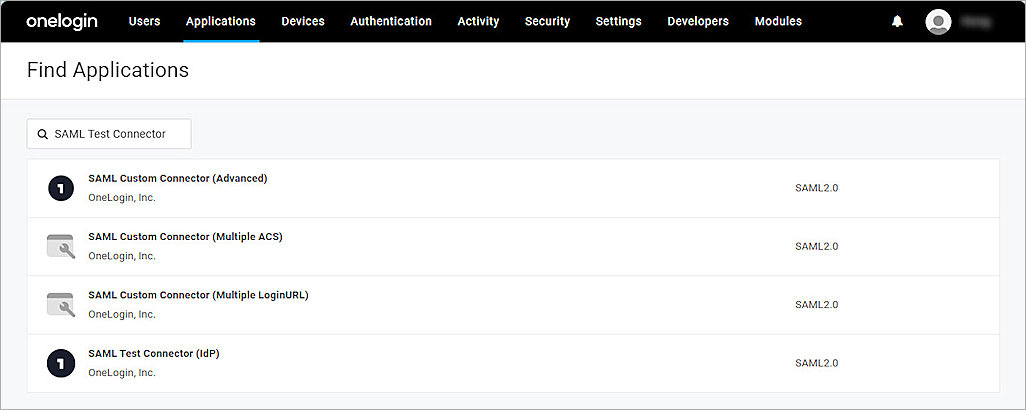 onelogin Users Applications Devices Authentication Activity Security Settings Developers Modules
Find Applications
SAML Test Connector
1 SAML Custom Connector (Advanced)
OneLogin, Inc.
SAML2.0
SAML Custom Connector (Multiple ACS)
OneLogin, Inc.
SAML2.0
SAML Custom Connector (Multiple LoginURL)
OneLogin, Inc.
SAML2.0
1 SAML Test Connector (IdP)
OneLogin, Inc.
SAML2.0